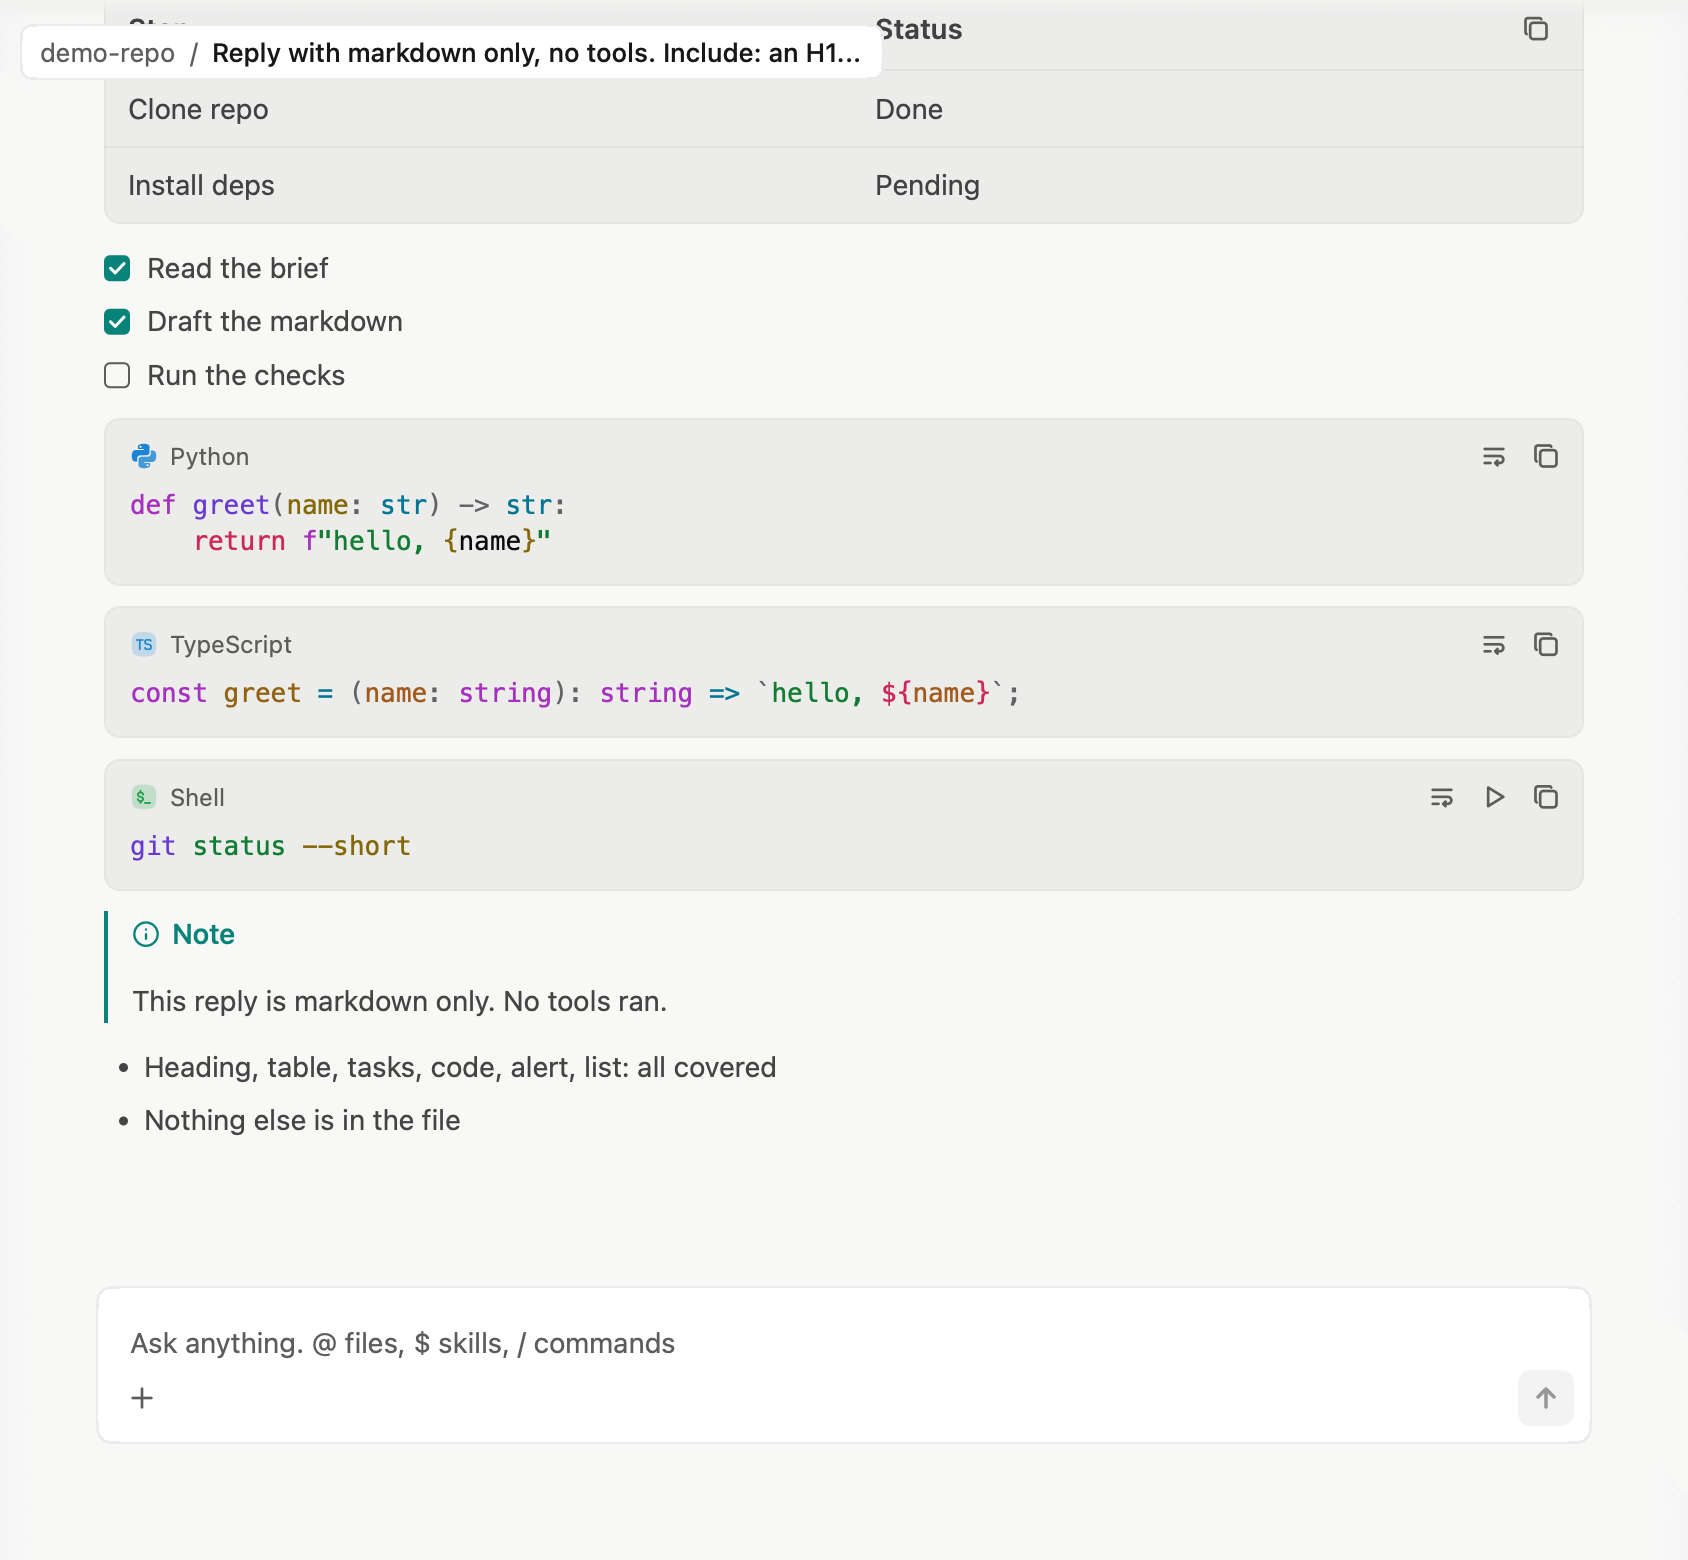 Status
demo-repo / Reply with markdown only, no tools. Include: an H1...
Clone repo Done
Install deps Pending
Read the brief
Draft the markdown
Run the checks
Python
def greet(name: str) -> str:
    return f"hello, {name}"
TS TypeScript
const greet = (name: string): string => `hello, ${name}`;
$_ Shell
git status --short
Note
This reply is markdown only. No tools ran.
• Heading, table, tasks, code, alert, list: all covered
• Nothing else is in the file
Ask anything. @ files, $ skills, / commands